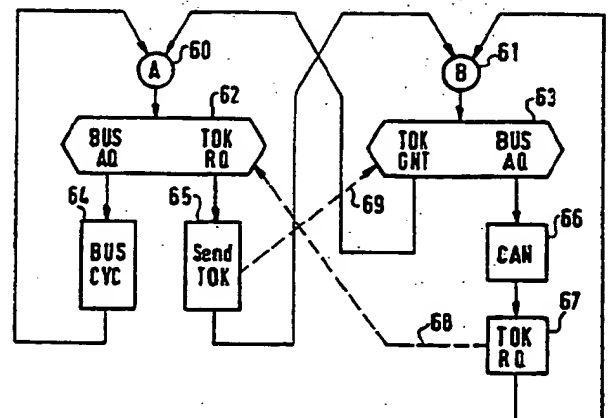 A
60
B
61
62
63
BUS
AQ
TOK
RQ
TOK
GNT
BUS
AQ
64
65
69
66
BUS
CYC
Send
TOK
CAN
68
67
TOK
RQ